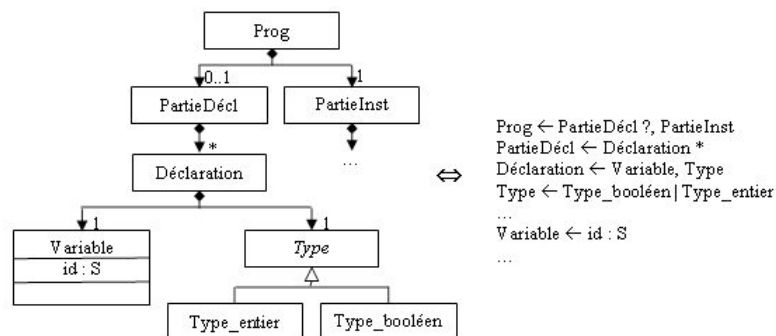 Prog
0..1
1
PartieDécl
PartieInst
*
...
Déclaration
1
1
Variable
id : S
Type
Type_entier
Type_booléen
⇔
Prog ← PartieDécl ?, PartieInst
PartieDécl ← Déclaration *
Déclaration ← Variable, Type
Type ← Type_booléen | Type_entier
...
Variable ← id : S
...